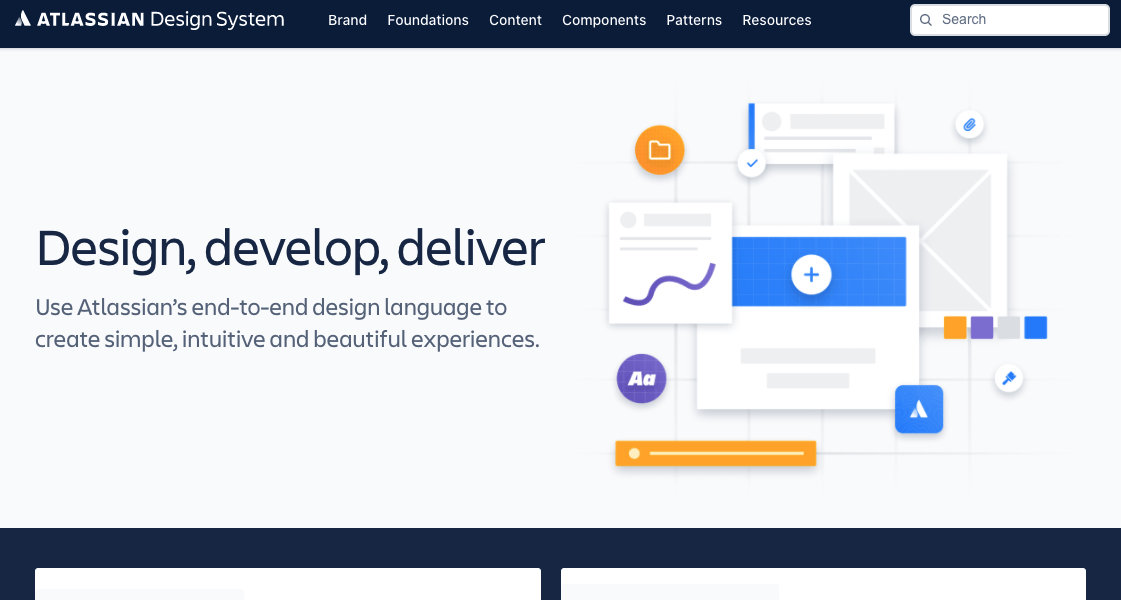 ATLASSIAN Design System
Brand
Foundations
Content
Components
Patterns
Resources
Search
Design, develop, deliver
Use Atlassian’s end-to-end design language to
create simple, intuitive and beautiful experiences.
Aa